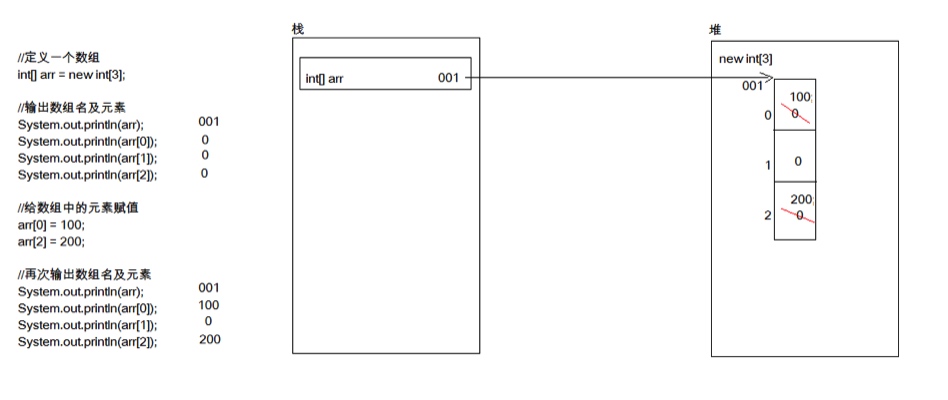 //定义一个数组
int[] arr = new int[3];
//输出数组名及元素
System.out.println(arr); 001
System.out.println(arr[0]); 0
System.out.println(arr[1]); 0
System.out.println(arr[2]); 0
//给数组中的元素赋值
arr[0] = 100;
arr[2] = 200;
//再次输出数组名及元素
System.out.println(arr); 001
System.out.println(arr[0]); 100
System.out.println(arr[1]); 0
System.out.println(arr[2]); 200
栈
int[] arr 001
堆
new int[3]
001
100;
0 0
1 0
200;
2 0